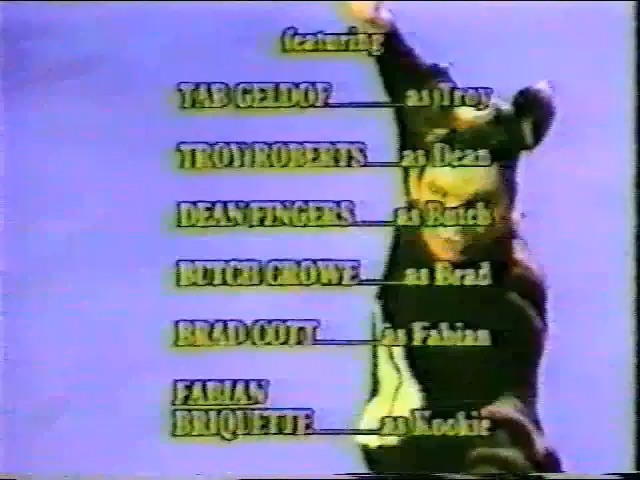 featuring
TAB GELDOF as Troy
TROY ROBERTS as Dean
DEAN FINGERS as Butch
BUTCH CROWE as Brad
BRAD COTT as Fabian
FABIAN
BRIQUETTE as Kookie